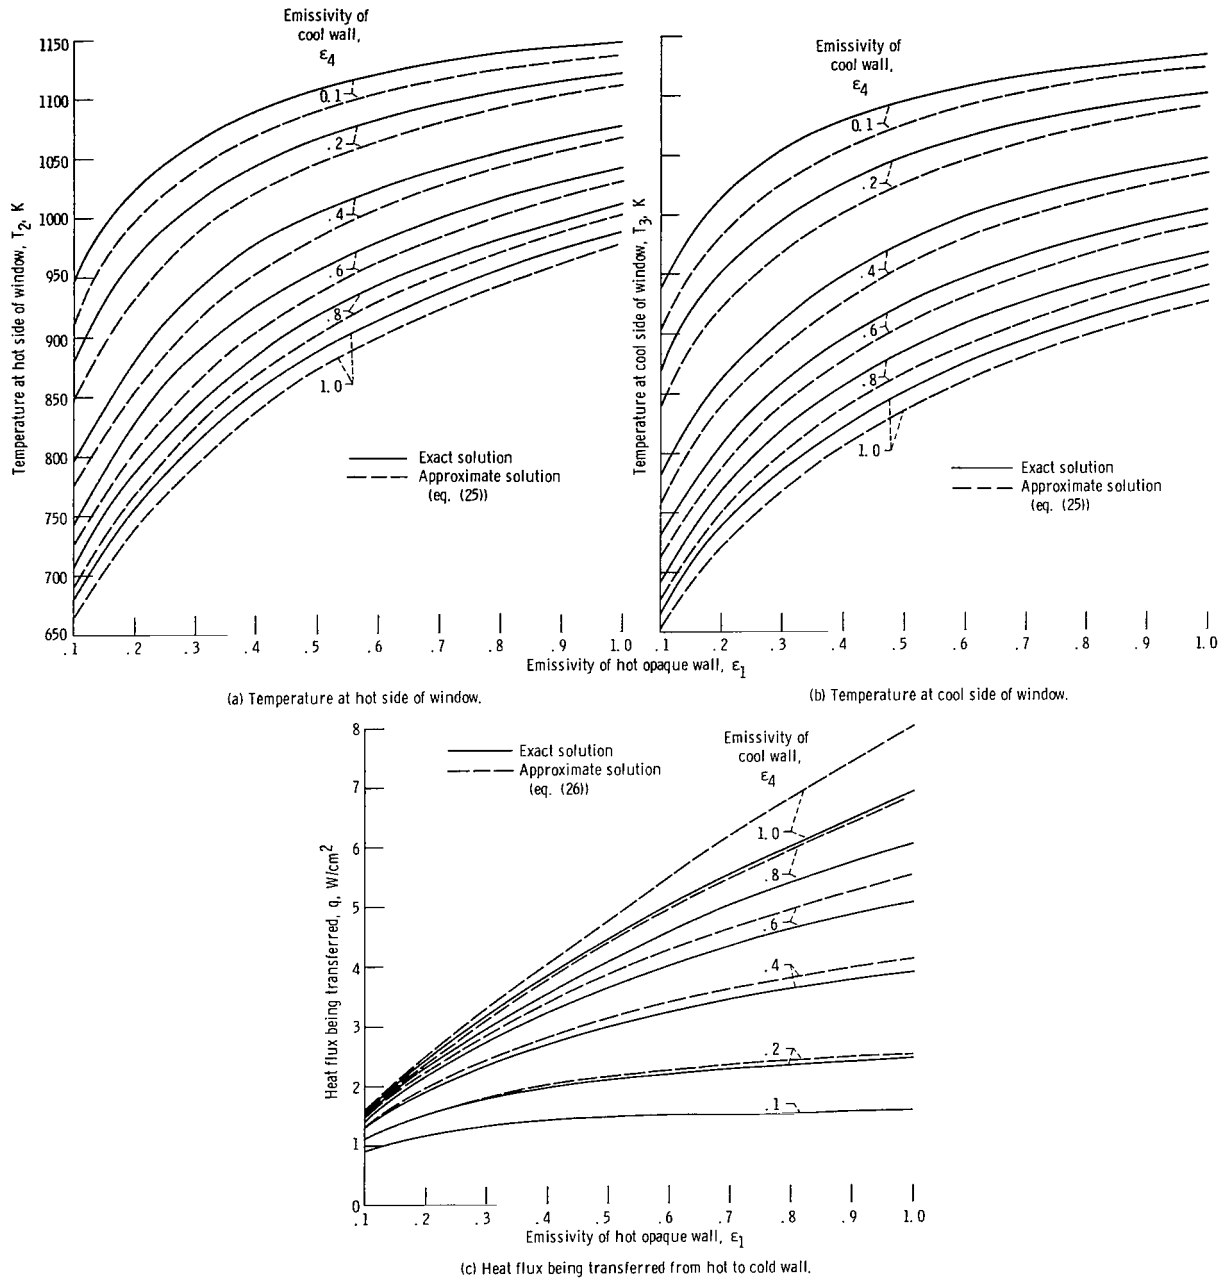 Emissivity of
cool wall,
ε4
1150
1100
1050
1000
950
900
850
800
750
700
650
Temperature at hot side of window, T2, K
0.1
.2
.4
.6
.8
1.0
Exact solution
Approximate solution
(eq. (25))
.1
.2
.3
.4
.5
.6
.7
.8
.9
1.0
(a) Temperature at hot side of window.
Emissivity of
cool wall,
ε4
Temperature at cool side of window, T3, K
0.1
.2
.4
.6
.8
1.0
Exact solution
Approximate solution
(eq. (25))
.1
.2
.3
.4
.5
.6
.7
.8
.9
1.0
Emissivity of hot opaque wall, ε1
(b) Temperature at cool side of window.
8
7
6
5
4
3
2
1
0
Heat flux being transferred, q, W/cm2
Exact solution
Approximate solution
(eq. (26))
Emissivity of
cool wall,
ε4
1.0
.8
.6
.4
.2
.1
.1
.2
.3
.4
.5
.6
.7
.8
.9
1.0
Emissivity of hot opaque wall, ε1
(c) Heat flux being transferred from hot to cold wall.